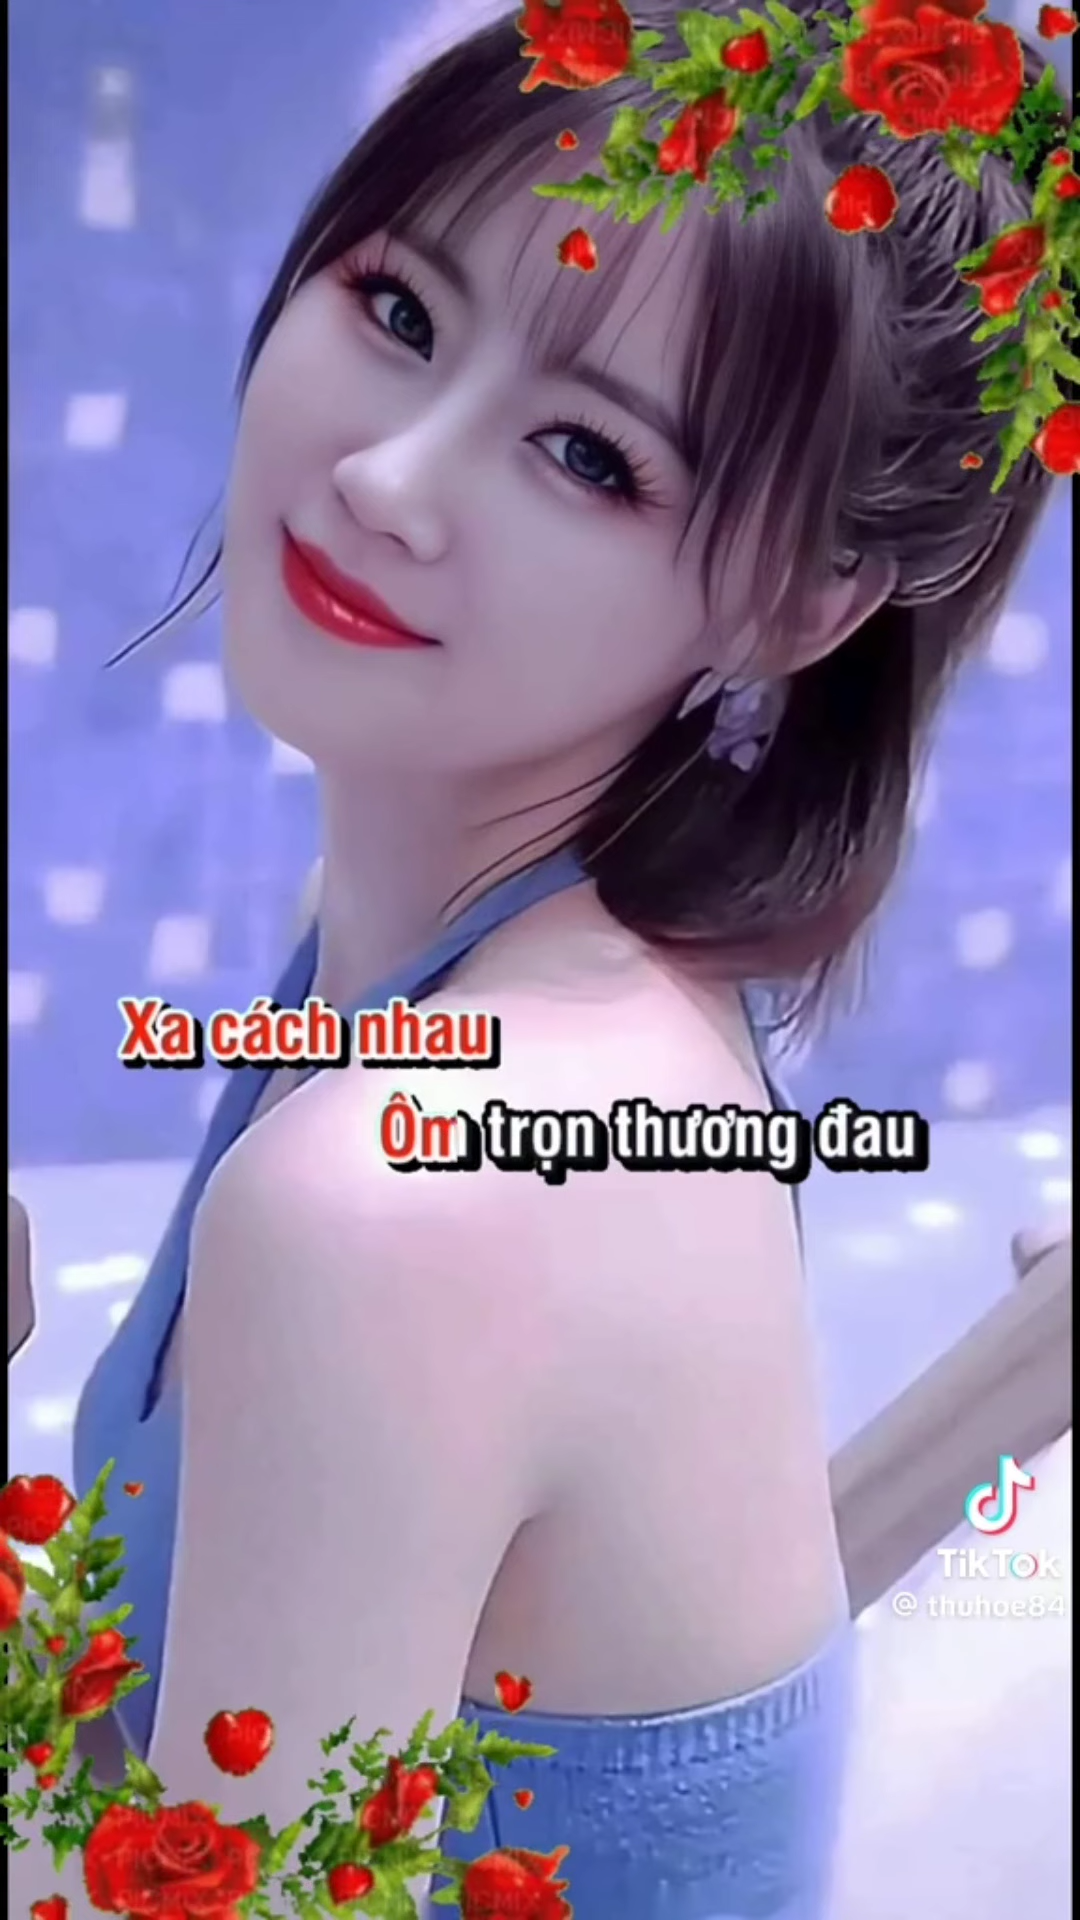 Xa cách nhau
Ôm trọn thương đau
TikTok
@ thuhoe84